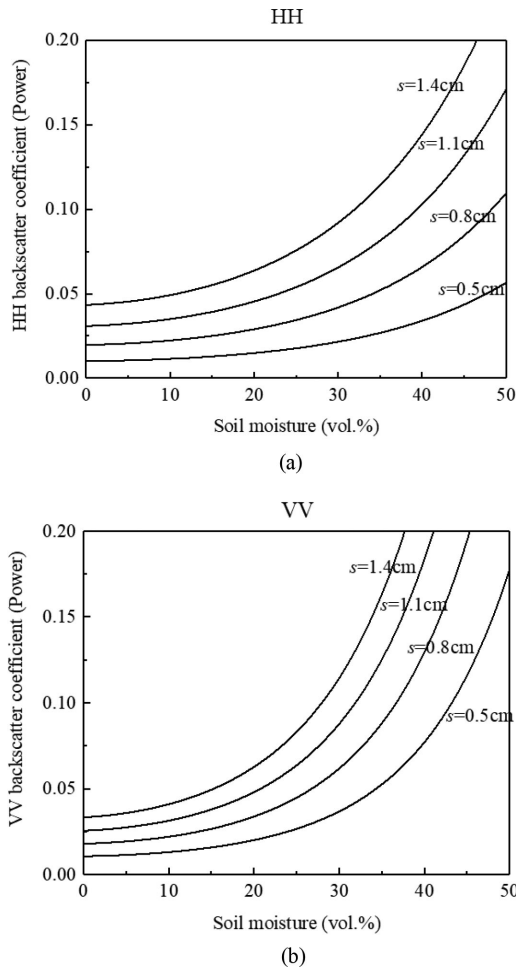 HH
0.20
s=1.4cm
0.15
s=1.1cm
HH backscatter coefficient (Power)
0.10
s=0.8cm
0.05
s=0.5cm
0.00
0 10 20 30 40 50
Soil moisture (vol.%)
(a)
VV
0.20
s=1.4cm
0.15
s=1.1cm
VV backscatter coefficient (Power)
s=0.8cm
0.10
s=0.5cm
0.05
0.00
0 10 20 30 40 50
Soil moisture (vol.%)
(b)